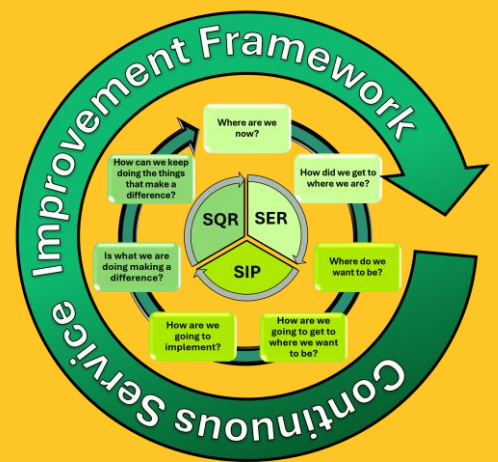 Continuous Service Improvement Framework
Where are we
now?
How did we get to
where we are?
Where do we
want to be?
How are we
going to get to
where we want
to be?
How are we
going to implement?
Is what we are
doing making a
difference?
How can we keep
doing the things
that make a
difference?
SQR
SER
SIP